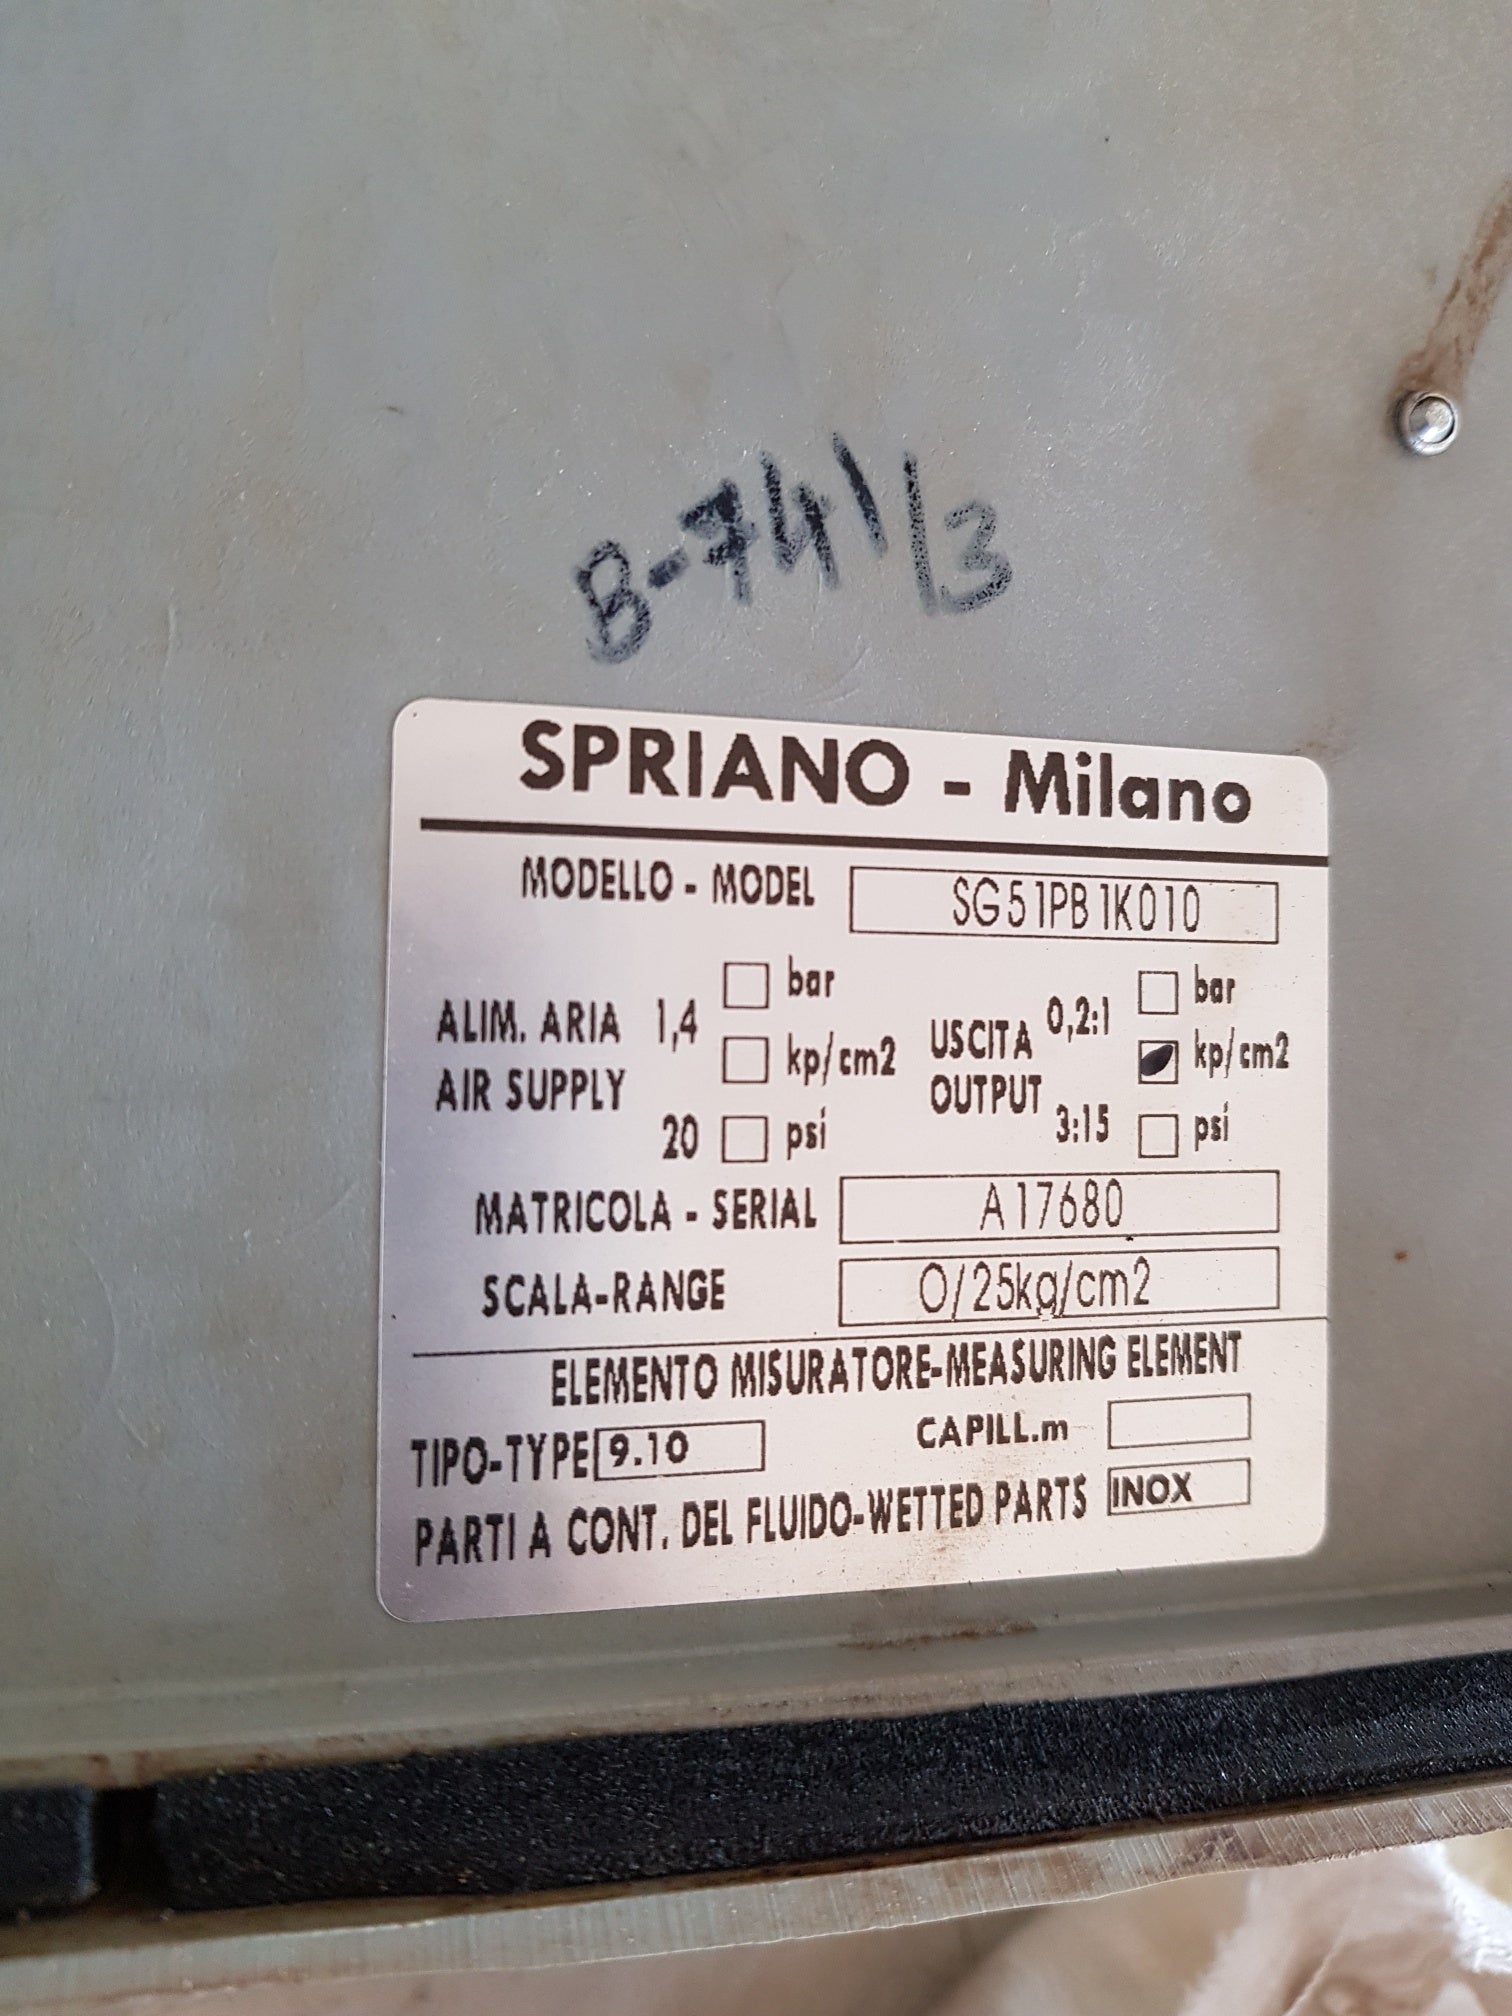 B-741/3
SPRIANO - Milano
MODELLO - MODEL SG51PB1K010
ALIM. ARIA 1,4 bar
AIR SUPPLY kp/cm2
20 psi
USCITA 0,2:1 bar
OUTPUT kp/cm2
3:15 psi
MATRICOLA - SERIAL A17680
SCALA-RANGE 0/25kg/cm2
ELEMENTO MISURATORE-MEASURING ELEMENT
TIPO-TYPE 9.10 CAPILL.m
PARTI A CONT. DEL FLUIDO-WETTED PARTS INOX